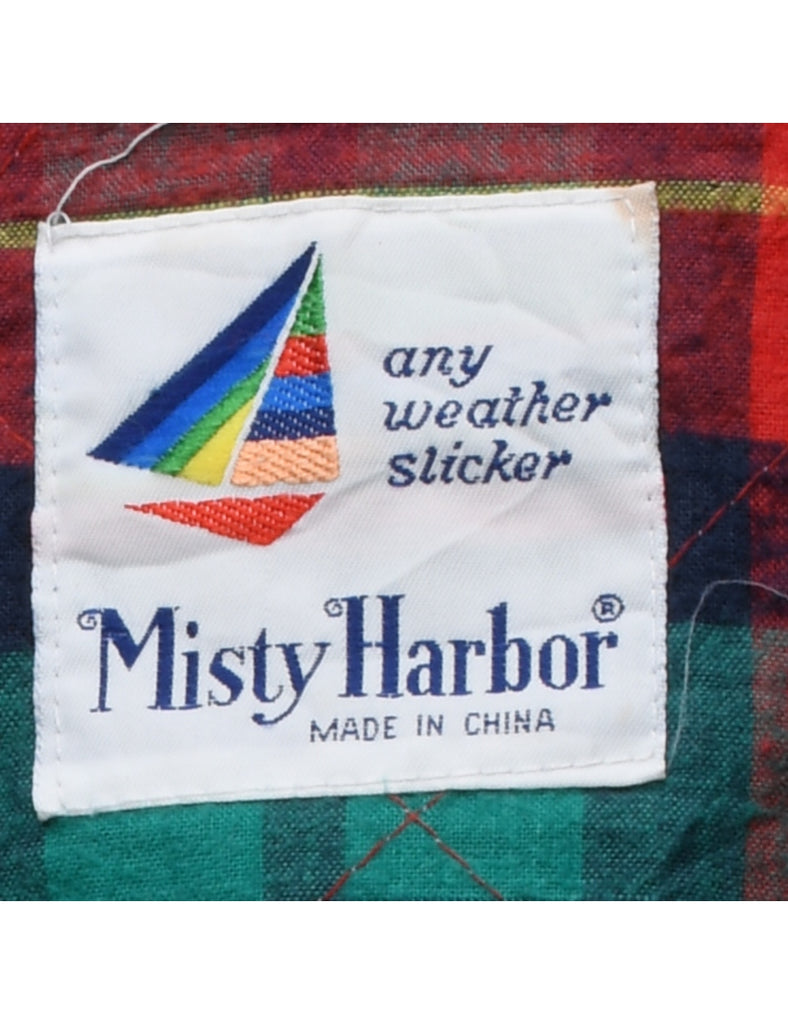 any
weather
slicker
Misty Harbor®
MADE IN CHINA